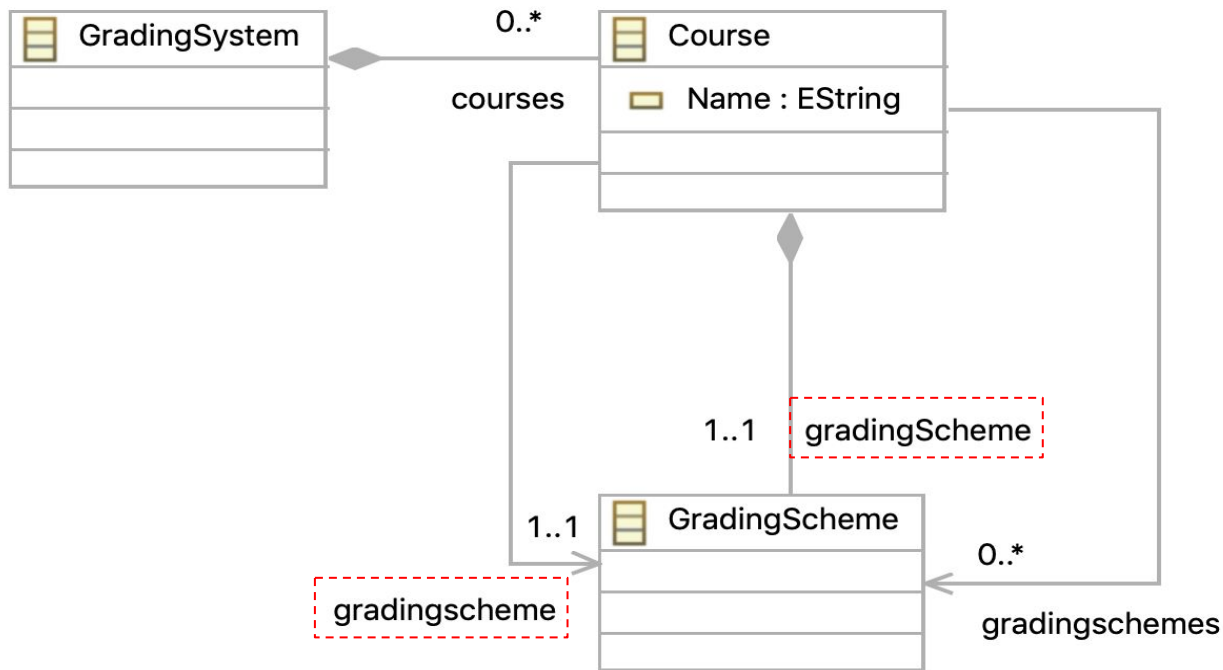 GradingSystem
0..*
Course
courses
Name : EString
1..1
gradingScheme
GradingScheme
1..1
0..*
gradingscheme
gradingschemes